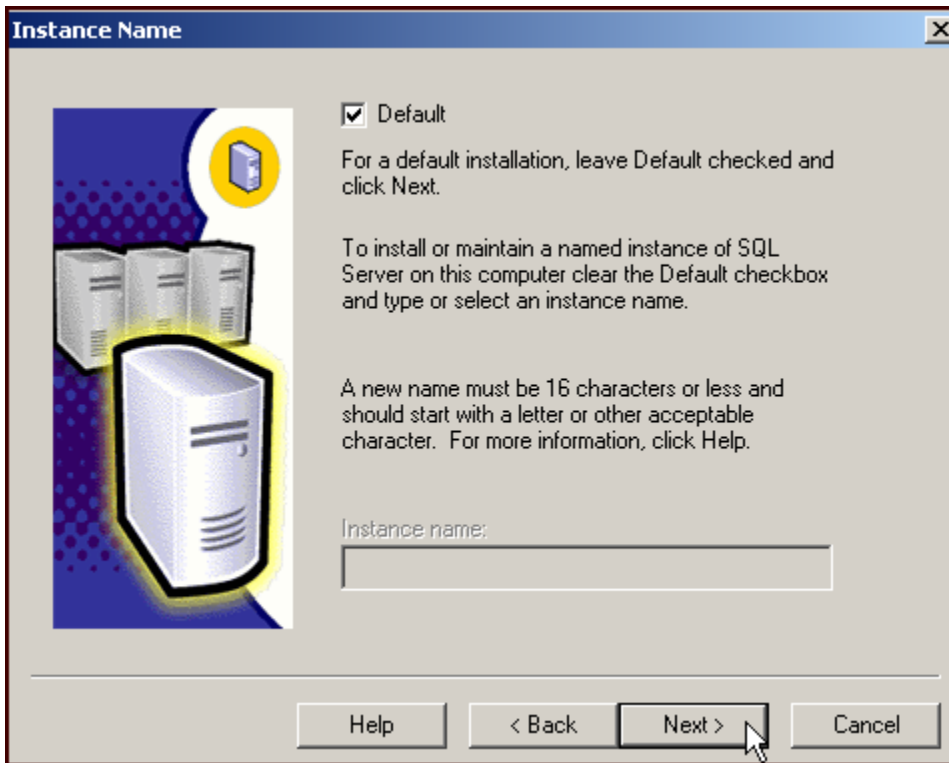 Instance Name
Default
For a default installation, leave Default checked and
click Next.
To install or maintain a named instance of SQL
Server on this computer clear the Default checkbox
and type or select an instance name.
A new name must be 16 characters or less and
should start with a letter or other acceptable
character.  For more information, click Help.
Instance name:
Help
< Back
Next >
Cancel